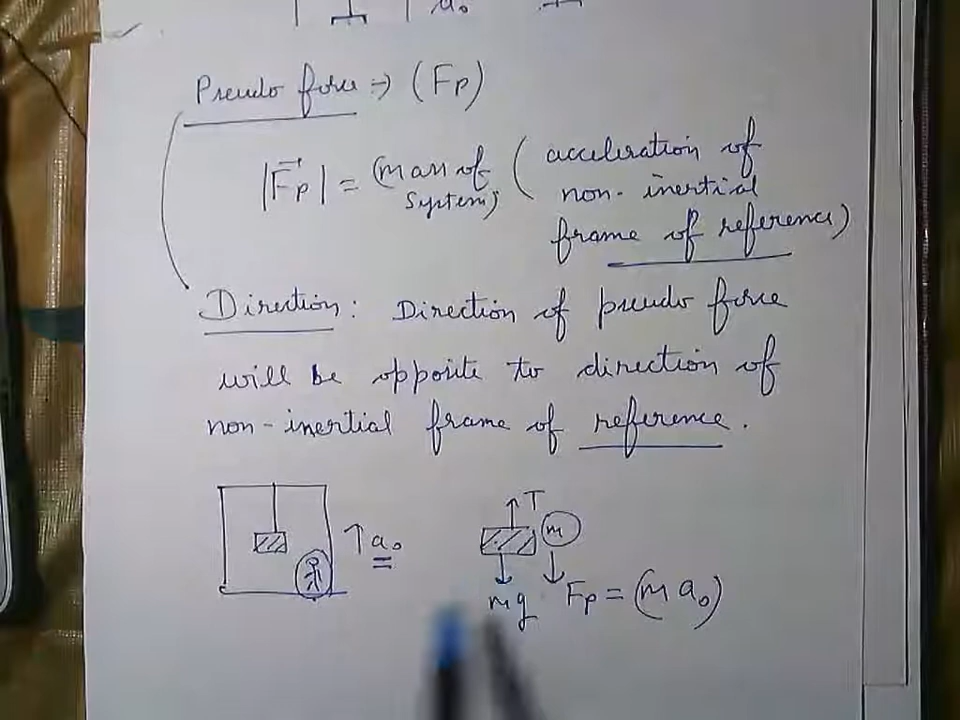 a₀
Pseudo force ⇒ (Fp)
|F⃗p| = (mass of system) (acceleration of non-inertial frame of reference)
Direction: Direction of pseudo force
will be opposite to direction of
non-inertial frame of reference.
↑a₀
↑T
m
mg
Fp = (m a₀)